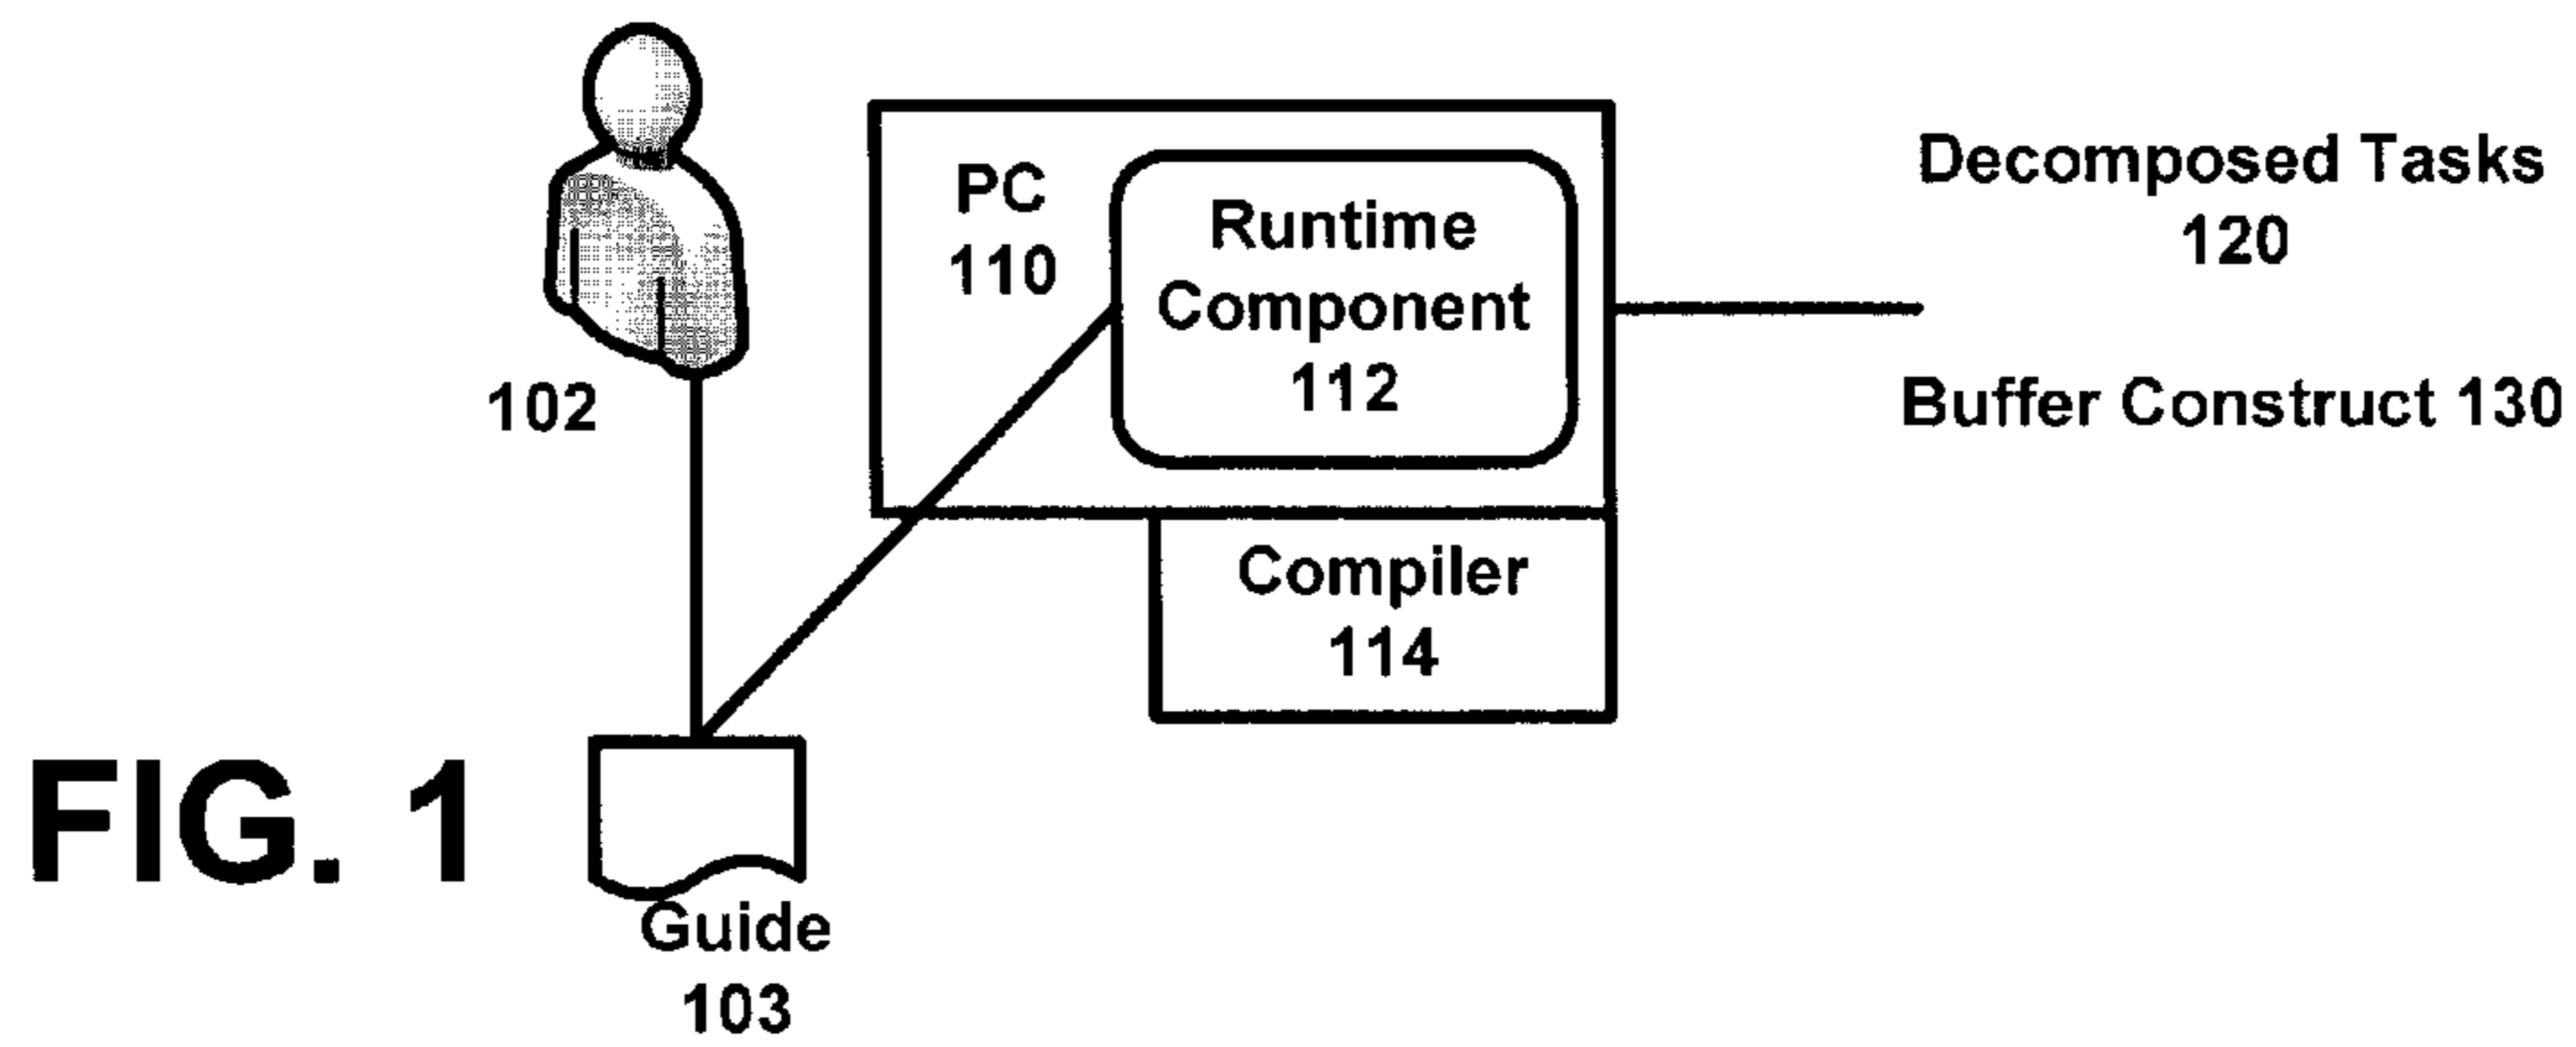 PC
110
Runtime
Component
112
Decomposed Tasks
120
Buffer Construct 130
102
Compiler
114
FIG. 1
Guide
103